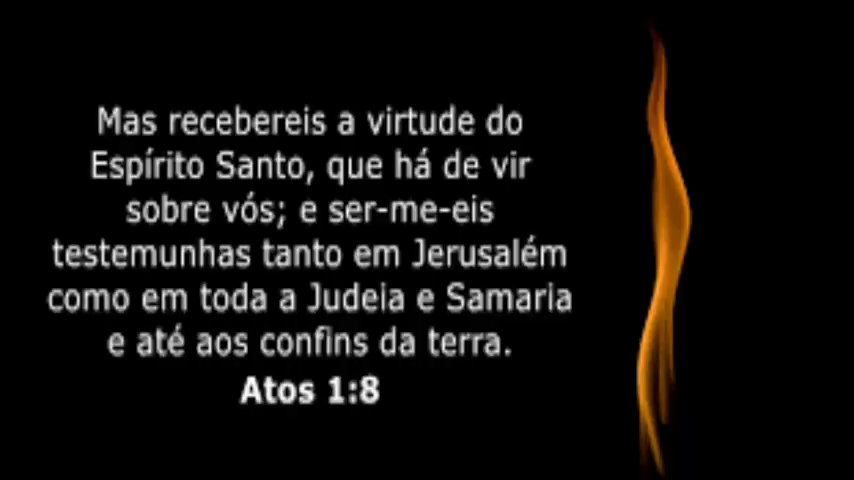 Mas recebereis a virtude do
Espírito Santo, que há de vir
sobre vós; e ser-me-eis
testemunhas tanto em Jerusalém
como em toda a Judeia e Samaria
e até aos confins da terra.
Atos 1:8